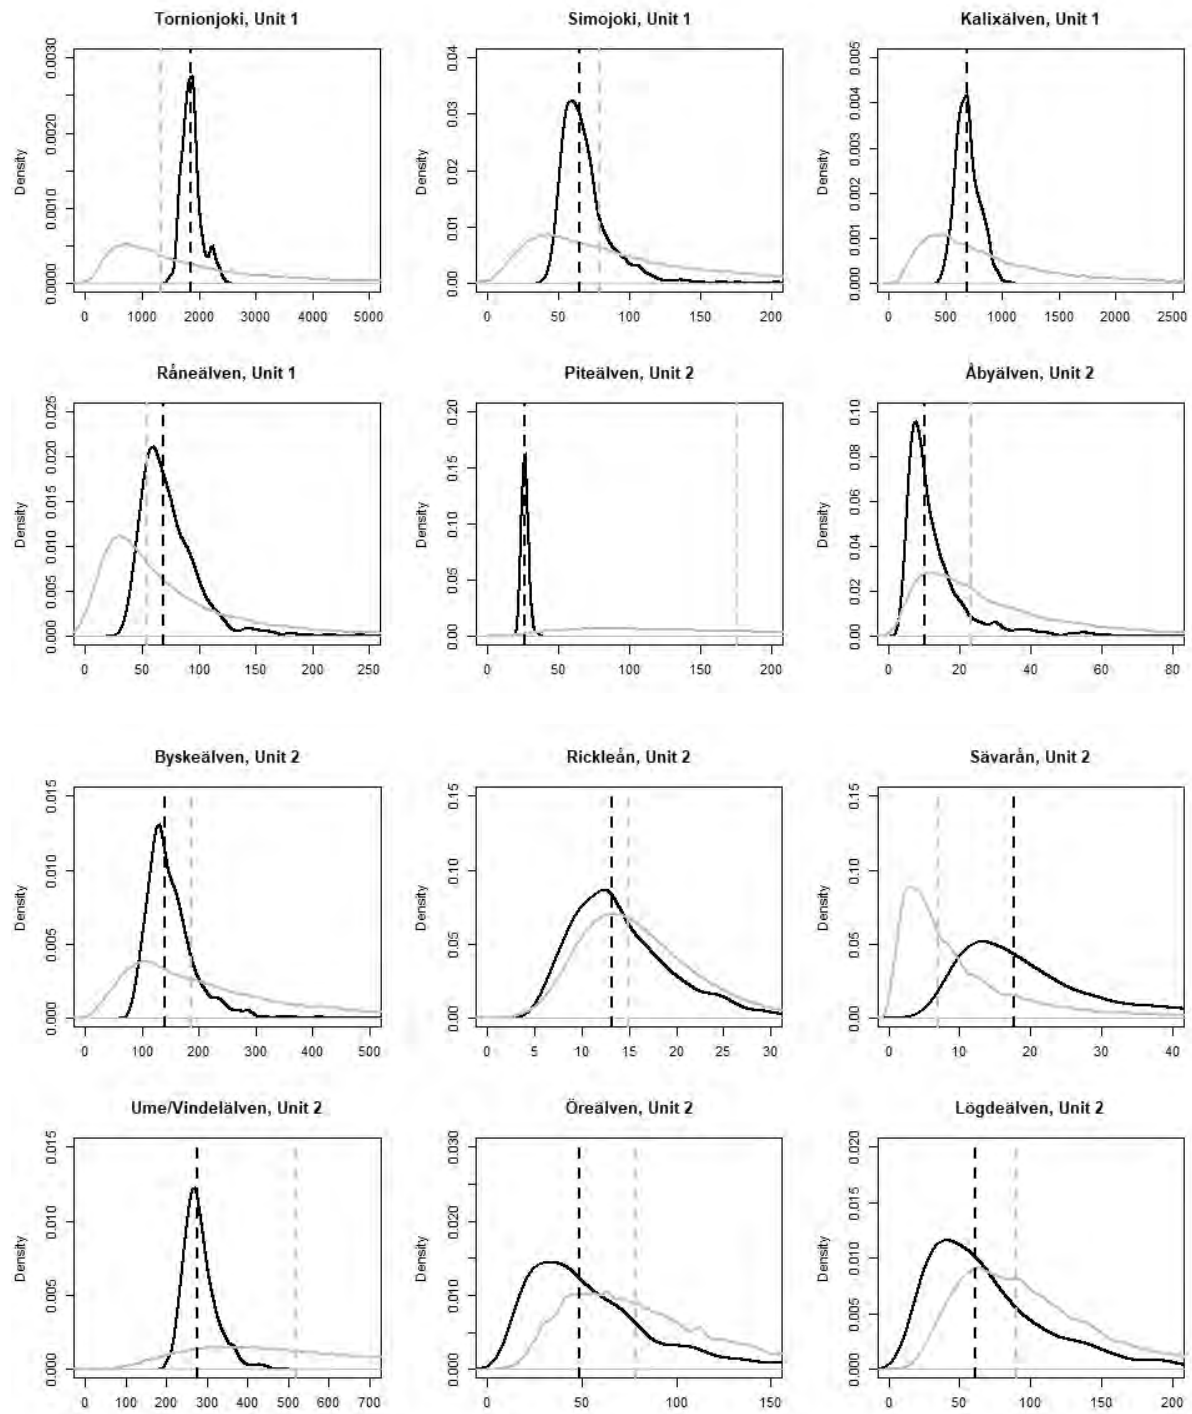 Tornionjoki, Unit 1
Density
0.0000 0.0010 0.0020 0.0030
0 1000 2000 3000 4000 5000
Simojoki, Unit 1
Density
0.00 0.01 0.02 0.03 0.04
0 50 100 150 200
Kalixälven, Unit 1
Density
0.000 0.001 0.002 0.003 0.004 0.005
0 500 1000 1500 2000 2500
Råneälven, Unit 1
Density
0.000 0.005 0.010 0.015 0.020 0.025
0 50 100 150 200 250
Piteälven, Unit 2
Density
0.00 0.05 0.10 0.15 0.20
0 50 100 150 200
Åbyälven, Unit 2
Density
0.00 0.02 0.04 0.06 0.08 0.10
0 20 40 60 80
Byskeälven, Unit 2
Density
0.000 0.005 0.010 0.015
0 100 200 300 400 500
Rickleån, Unit 2
Density
0.00 0.05 0.10 0.15
0 5 10 15 20 25 30
Sävarån, Unit 2
Density
0.00 0.05 0.10 0.15
0 10 20 30 40
Ume/Vindelälven, Unit 2
Density
0.000 0.005 0.010 0.015
0 100 200 300 400 500 600 700
Öreälven, Unit 2
Density
0.000 0.010 0.020 0.030
0 50 100 150
Lögdeälven, Unit 2
Density
0.000 0.005 0.010 0.015 0.020
0 50 100 150 200